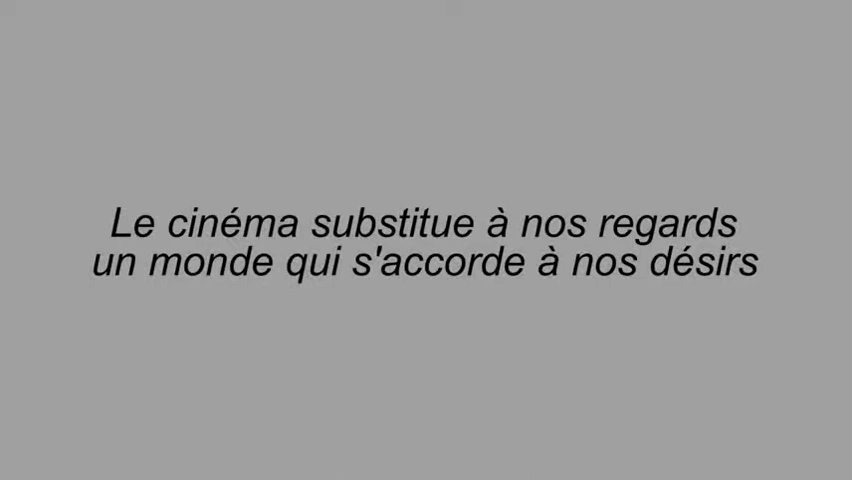 Le cinéma substitue à nos regards
un monde qui s'accorde à nos désirs